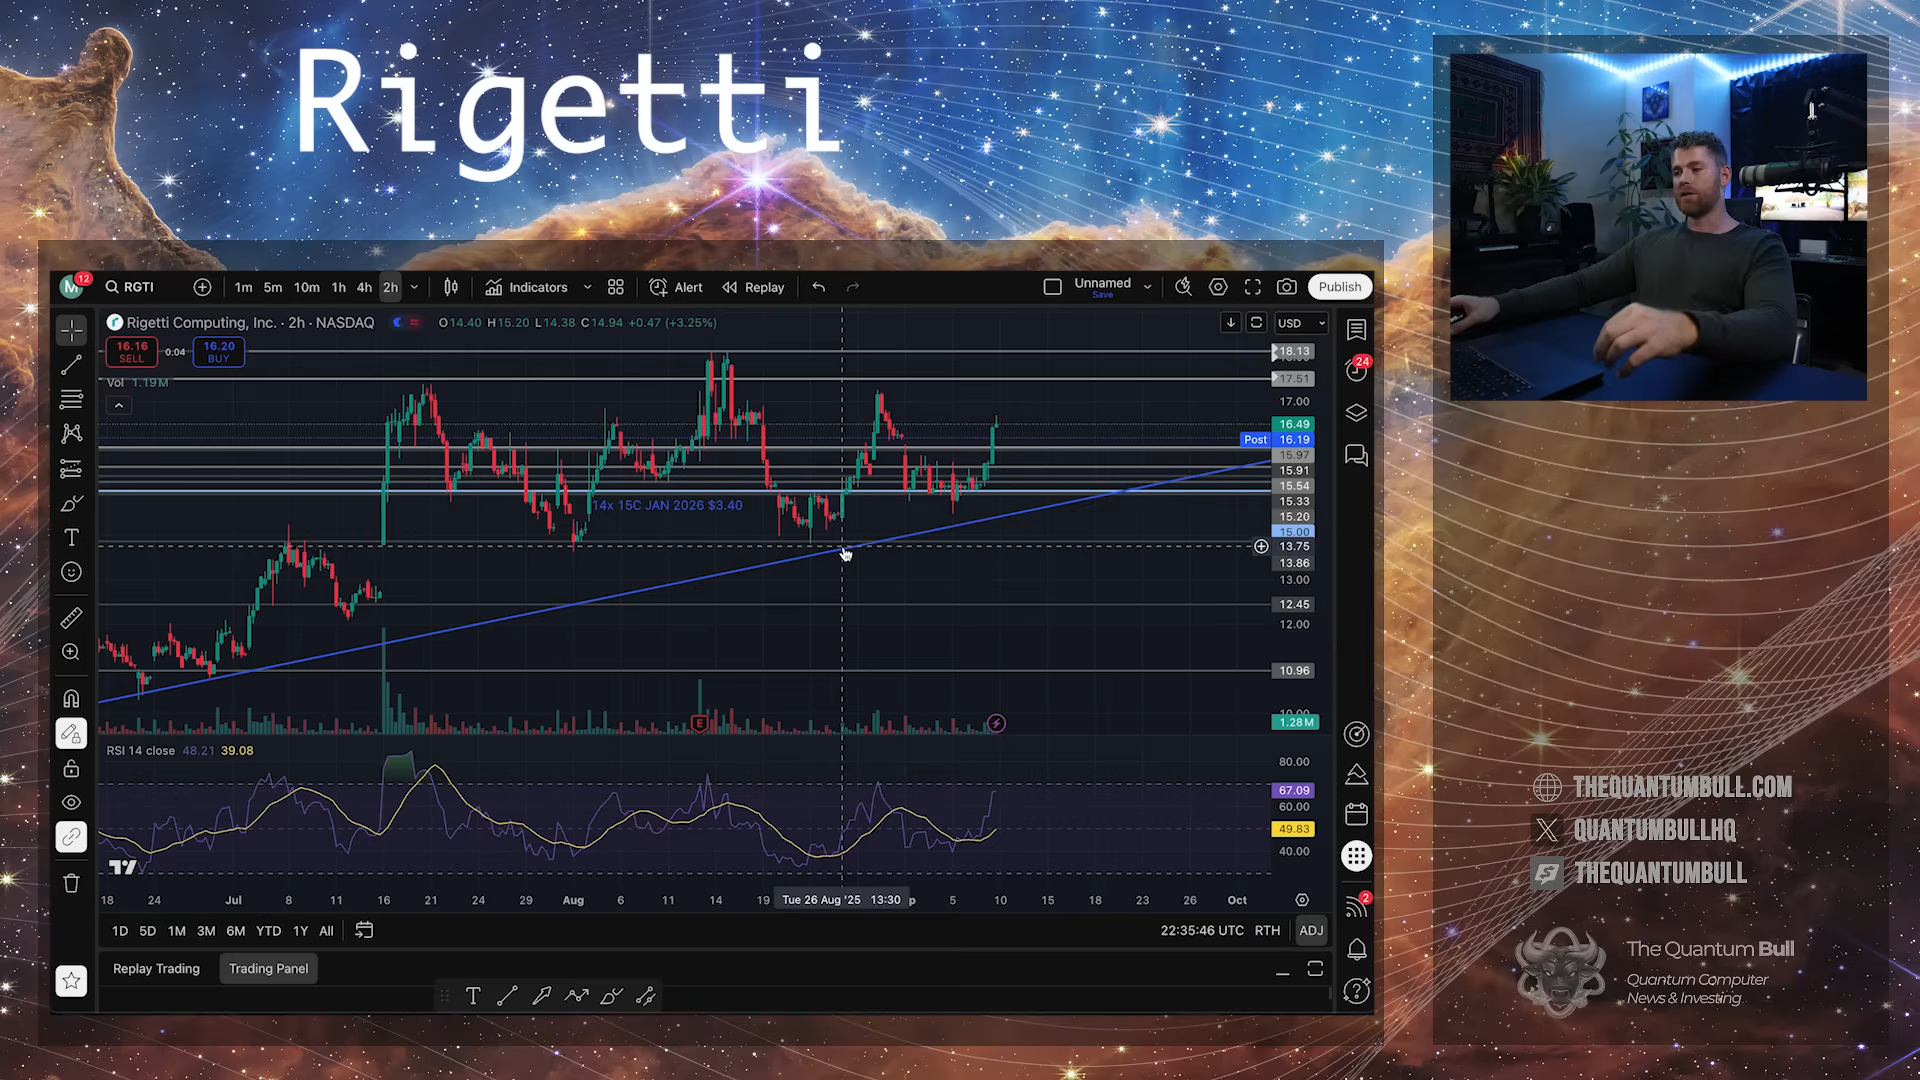 Rigetti
M 12 RGTI 1m 5m 10m 1h 4h 2h Indicators Alert Replay Unnamed Save Publish
Rigetti Computing, Inc. · 2h · NASDAQ O14.40 H15.20 L14.38 C14.94 +0.47 (+3.25%) USD
16.16 SELL 0.04 16.20 BUY
Vol 1.19M
18.13
17.51
17.00
16.49
Post 16.19
15.97
15.91
15.54
15.33
15.20
15.00
13.75
13.86
13.00
12.45
12.00
10.96
1.28M
14x 15C JAN 2026 $3.40
E
RSI 14 close 48.21 39.08
80.00
67.09
60.00
49.83
40.00
18 24 Jul 8 11 16 21 24 29 Aug 6 11 14 19 Tue 26 Aug '25 13:30 p 5 10 15 18 23 26 Oct
1D 5D 1M 3M 6M YTD 1Y All 22:35:46 UTC RTH ADJ
Replay Trading Trading Panel
24
2
THEQUANTUMBULL.COM
QUANTUMBULLHQ
THEQUANTUMBULL
The Quantum Bull
Quantum Computer
News & Investing